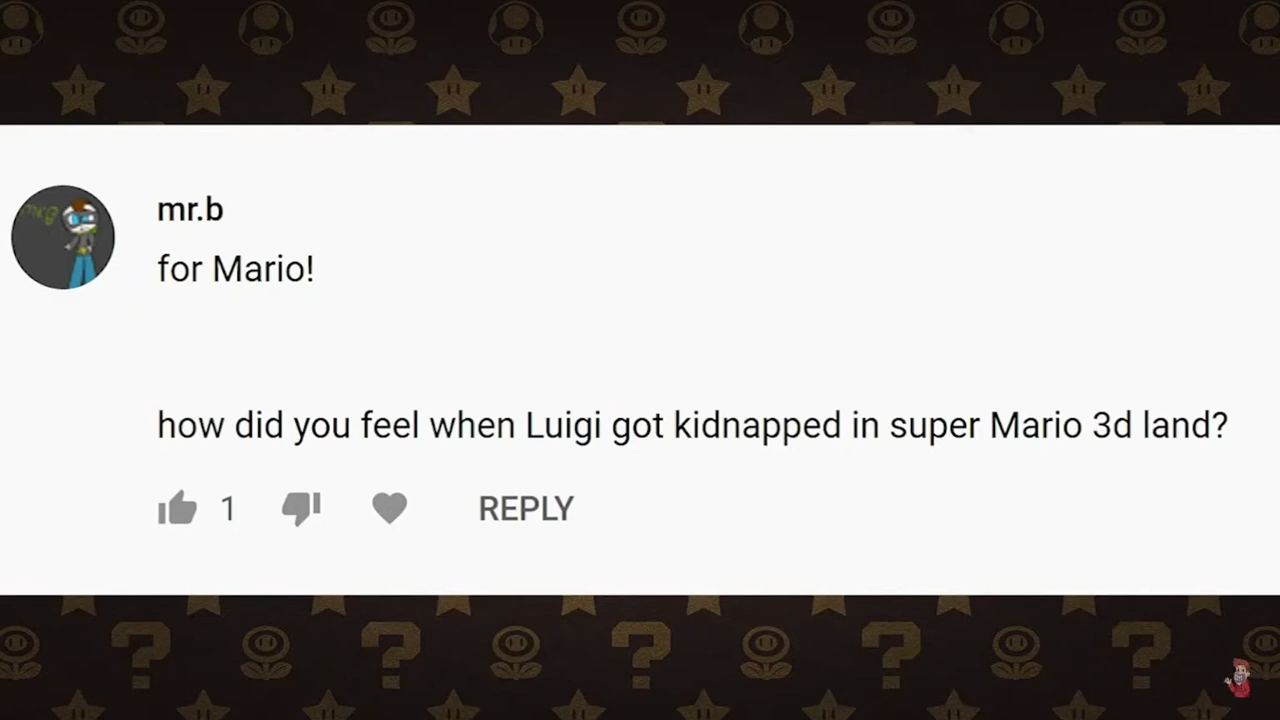 mr.b
for Mario!
how did you feel when Luigi got kidnapped in super Mario 3d land?
1
REPLY